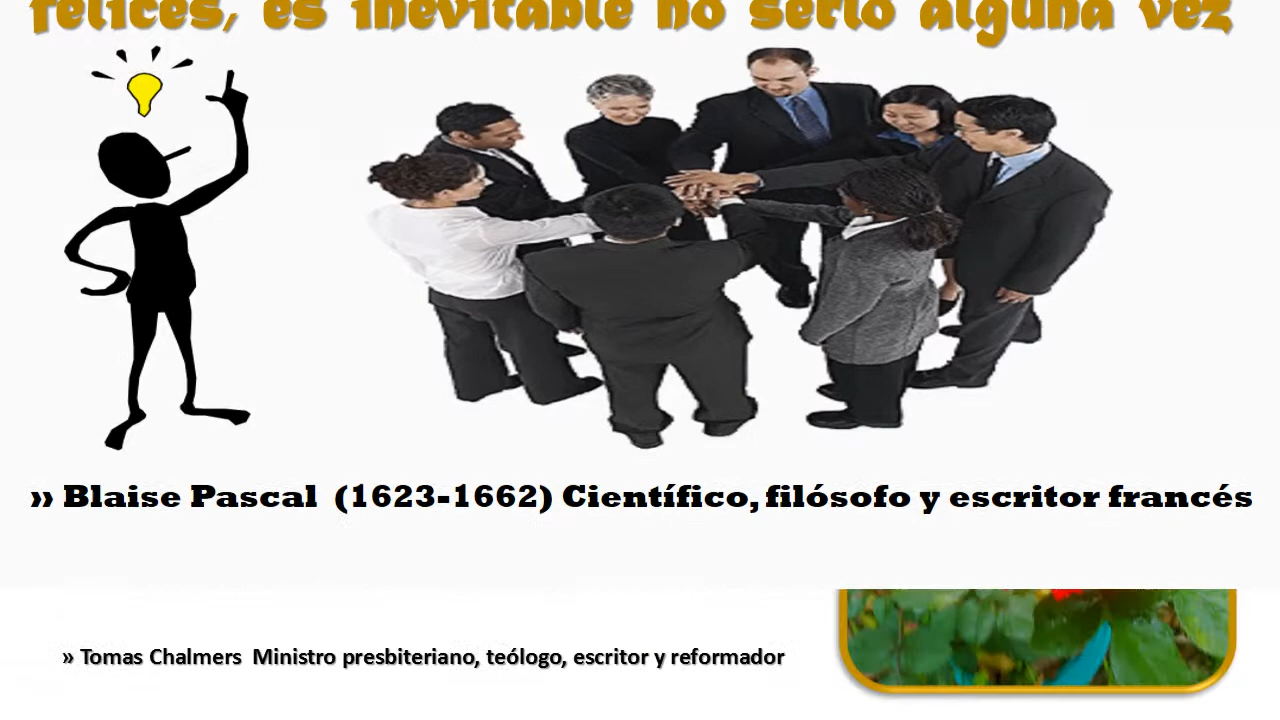 felices, es inevitable no serlo alguna vez
» Blaise Pascal (1623-1662) Científico, filósofo y escritor francés
» Tomas Chalmers Ministro presbiteriano, teólogo, escritor y reformador